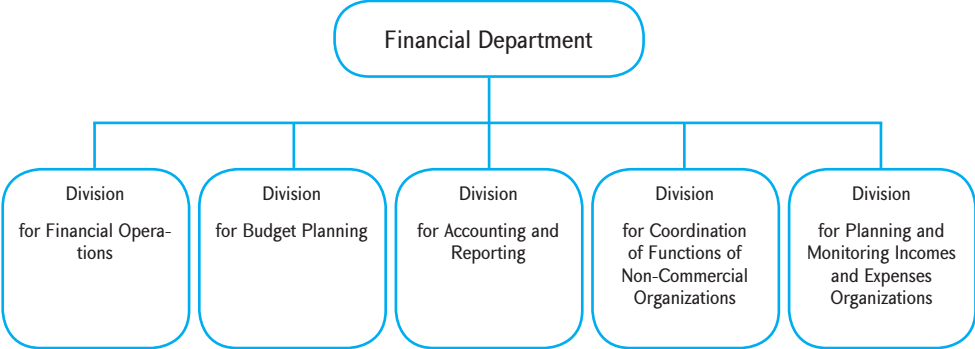 Financial Department
Division
for Financial Opera-
tions
Division
for Budget Planning
Division
for Accounting and
Reporting
Division
for Coordination
of Functions of
Non-Commercial
Organizations
Division
for Planning and
Monitoring Incomes
and Expenses
Organizations